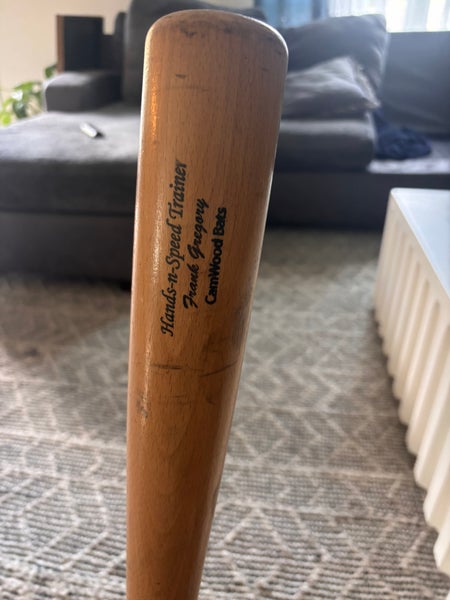 Hands-n-Speed Trainer
Frank Gregory
CamWood Bats